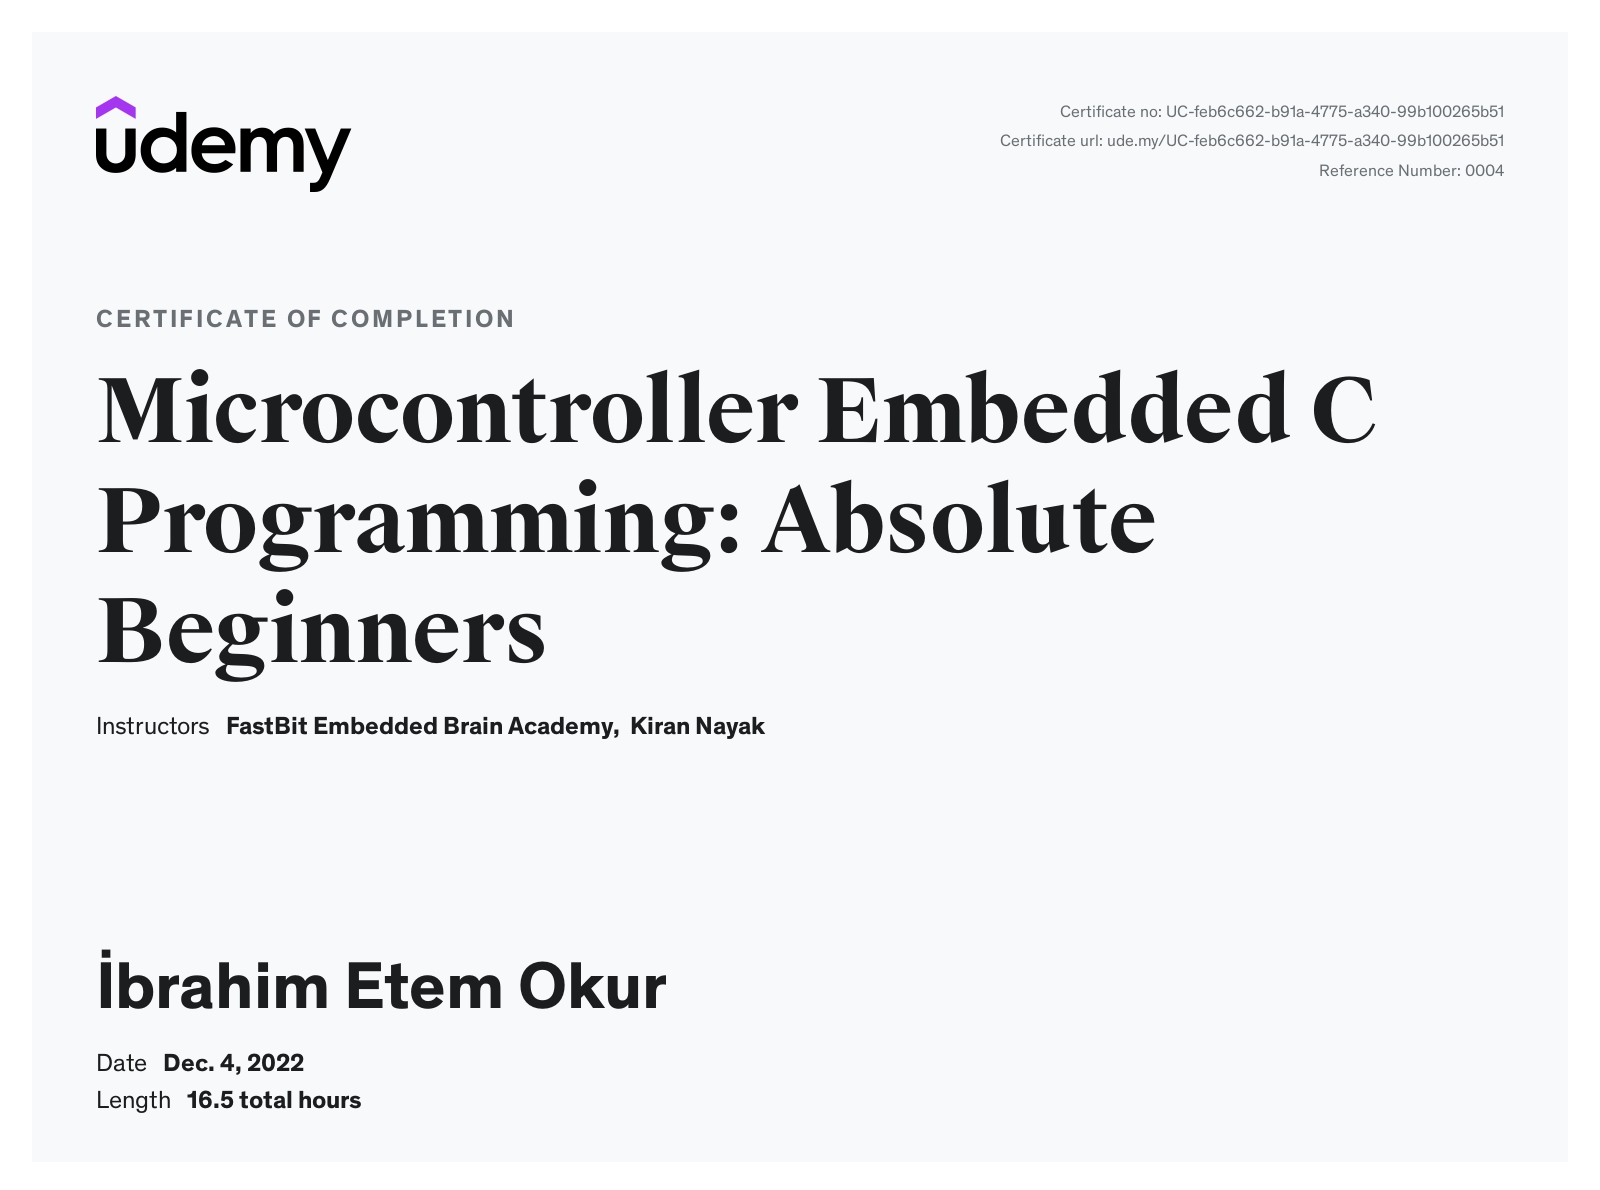 udemy
Certificate no: UC-feb6c662-b91a-4775-a340-99b100265b51
Certificate url: ude.my/UC-feb6c662-b91a-4775-a340-99b100265b51
Reference Number: 0004
CERTIFICATE OF COMPLETION
Microcontroller Embedded C
Programming: Absolute
Beginners
Instructors FastBit Embedded Brain Academy, Kiran Nayak
İbrahim Etem Okur
Date Dec. 4, 2022
Length 16.5 total hours